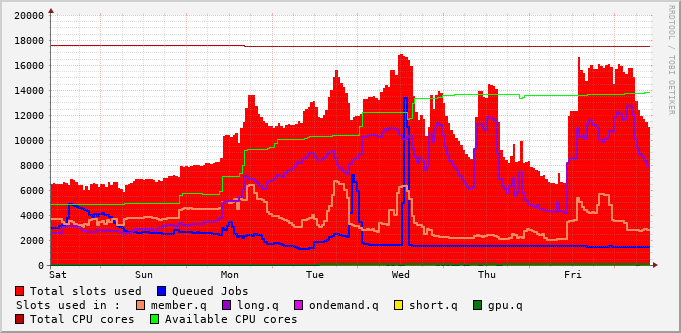 20000
18000
16000
14000
12000
10000
8000
6000
4000
2000
0
Sat Sun Mon Tue Wed Thu Fri
RRDTOOL / TOBI OETIKER
Total slots used Queued Jobs
Slots used in : member.q long.q ondemand.q short.q gpu.q
Total CPU cores Available CPU cores